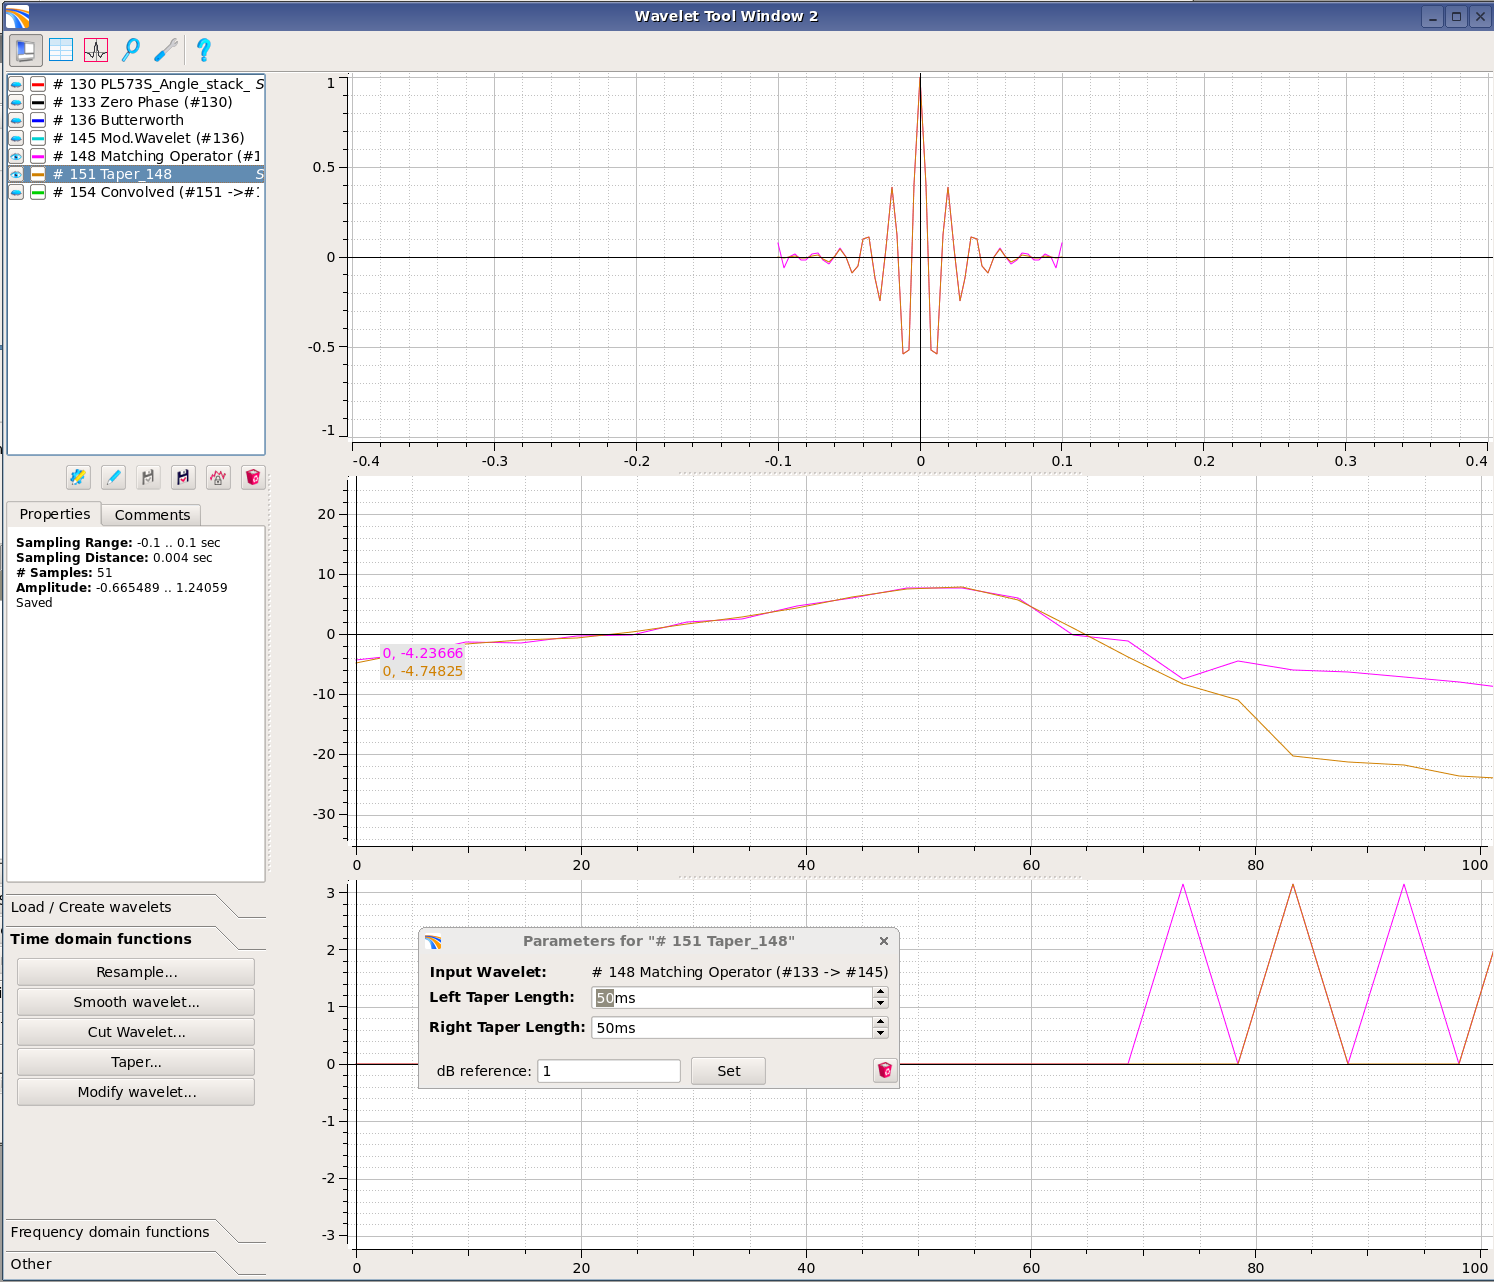 Wavelet Tool Window 2
# 130 PL573S_Angle_stack_ S
# 133 Zero Phase (#130)
# 136 Butterworth
# 145 Mod.Wavelet (#136)
# 148 Matching Operator (#1
# 151 Taper_148 S
# 154 Convolved (#151 ->#:
Properties
Comments
Sampling Range: -0.1 .. 0.1 sec
Sampling Distance: 0.004 sec
# Samples: 51
Amplitude: -0.665489 .. 1.24059
Saved
Load / Create wavelets
Time domain functions
Resample...
Smooth wavelet...
Cut Wavelet...
Taper...
Modify wavelet...
Frequency domain functions
Other
1
0.5
0
-0.5
-1
-0.4 -0.3 -0.2 -0.1 0 0.1 0.2 0.3 0.4
20
10
0
-10
-20
-30
0, -4.23666
0, -4.74825
0 20 40 60 80 100
3
2
1
0
-1
-2
-3
0 20 40 60 80 100
Parameters for "# 151 Taper_148"
Input Wavelet: # 148 Matching Operator (#133 -> #145)
Left Taper Length: 50ms
Right Taper Length: 50ms
dB reference: 1 Set